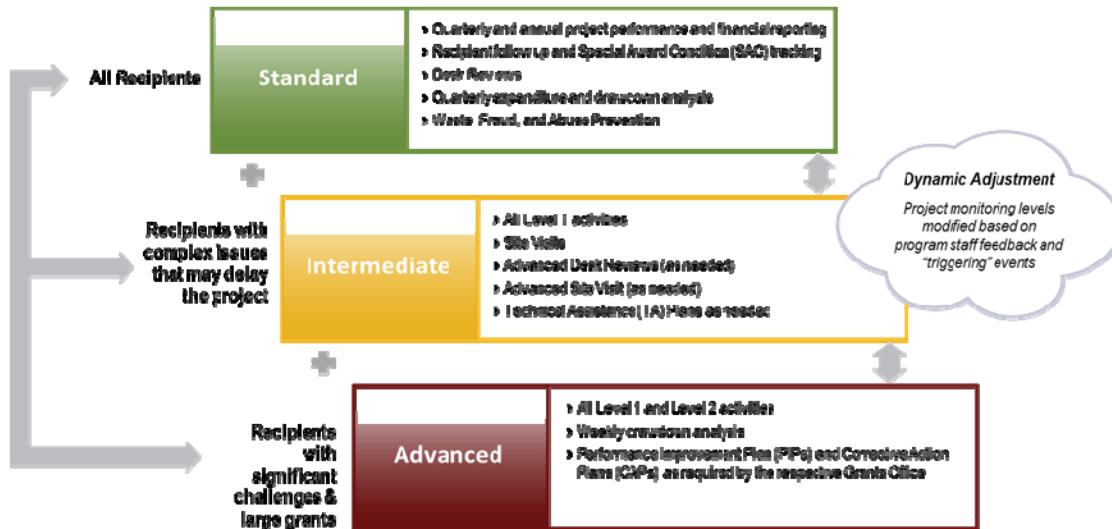 » Quarterly and annual project performance and financial reporting
» Recipient follow up and Special Award Condition (SAC) tracking
» Desk Reviews
» Quarterly expenditure and drawdown analysis
» Waste, Fraud, and Abuse Prevention
Standard
All Recipients
Dynamic Adjustment
Project monitoring levels
modified based on
program staff feedback and
"triggering" events
Recipients with
complex issues
that may delay
the project
Intermediate
» All Level 1 activities
» Site Visits
» Advanced Desk Reviews (as needed)
» Advanced Site Visit (as needed)
» Technical Assistance (TA) Plans as needed
Recipients
with
significant
challenges &
large grants
Advanced
» All Level 1 and Level 2 activities
» Weekly drawdown analysis
» Performance Improvement Plan (PIPs) and Corrective Action
Plans (CAPs) as required by the respective Grants Office